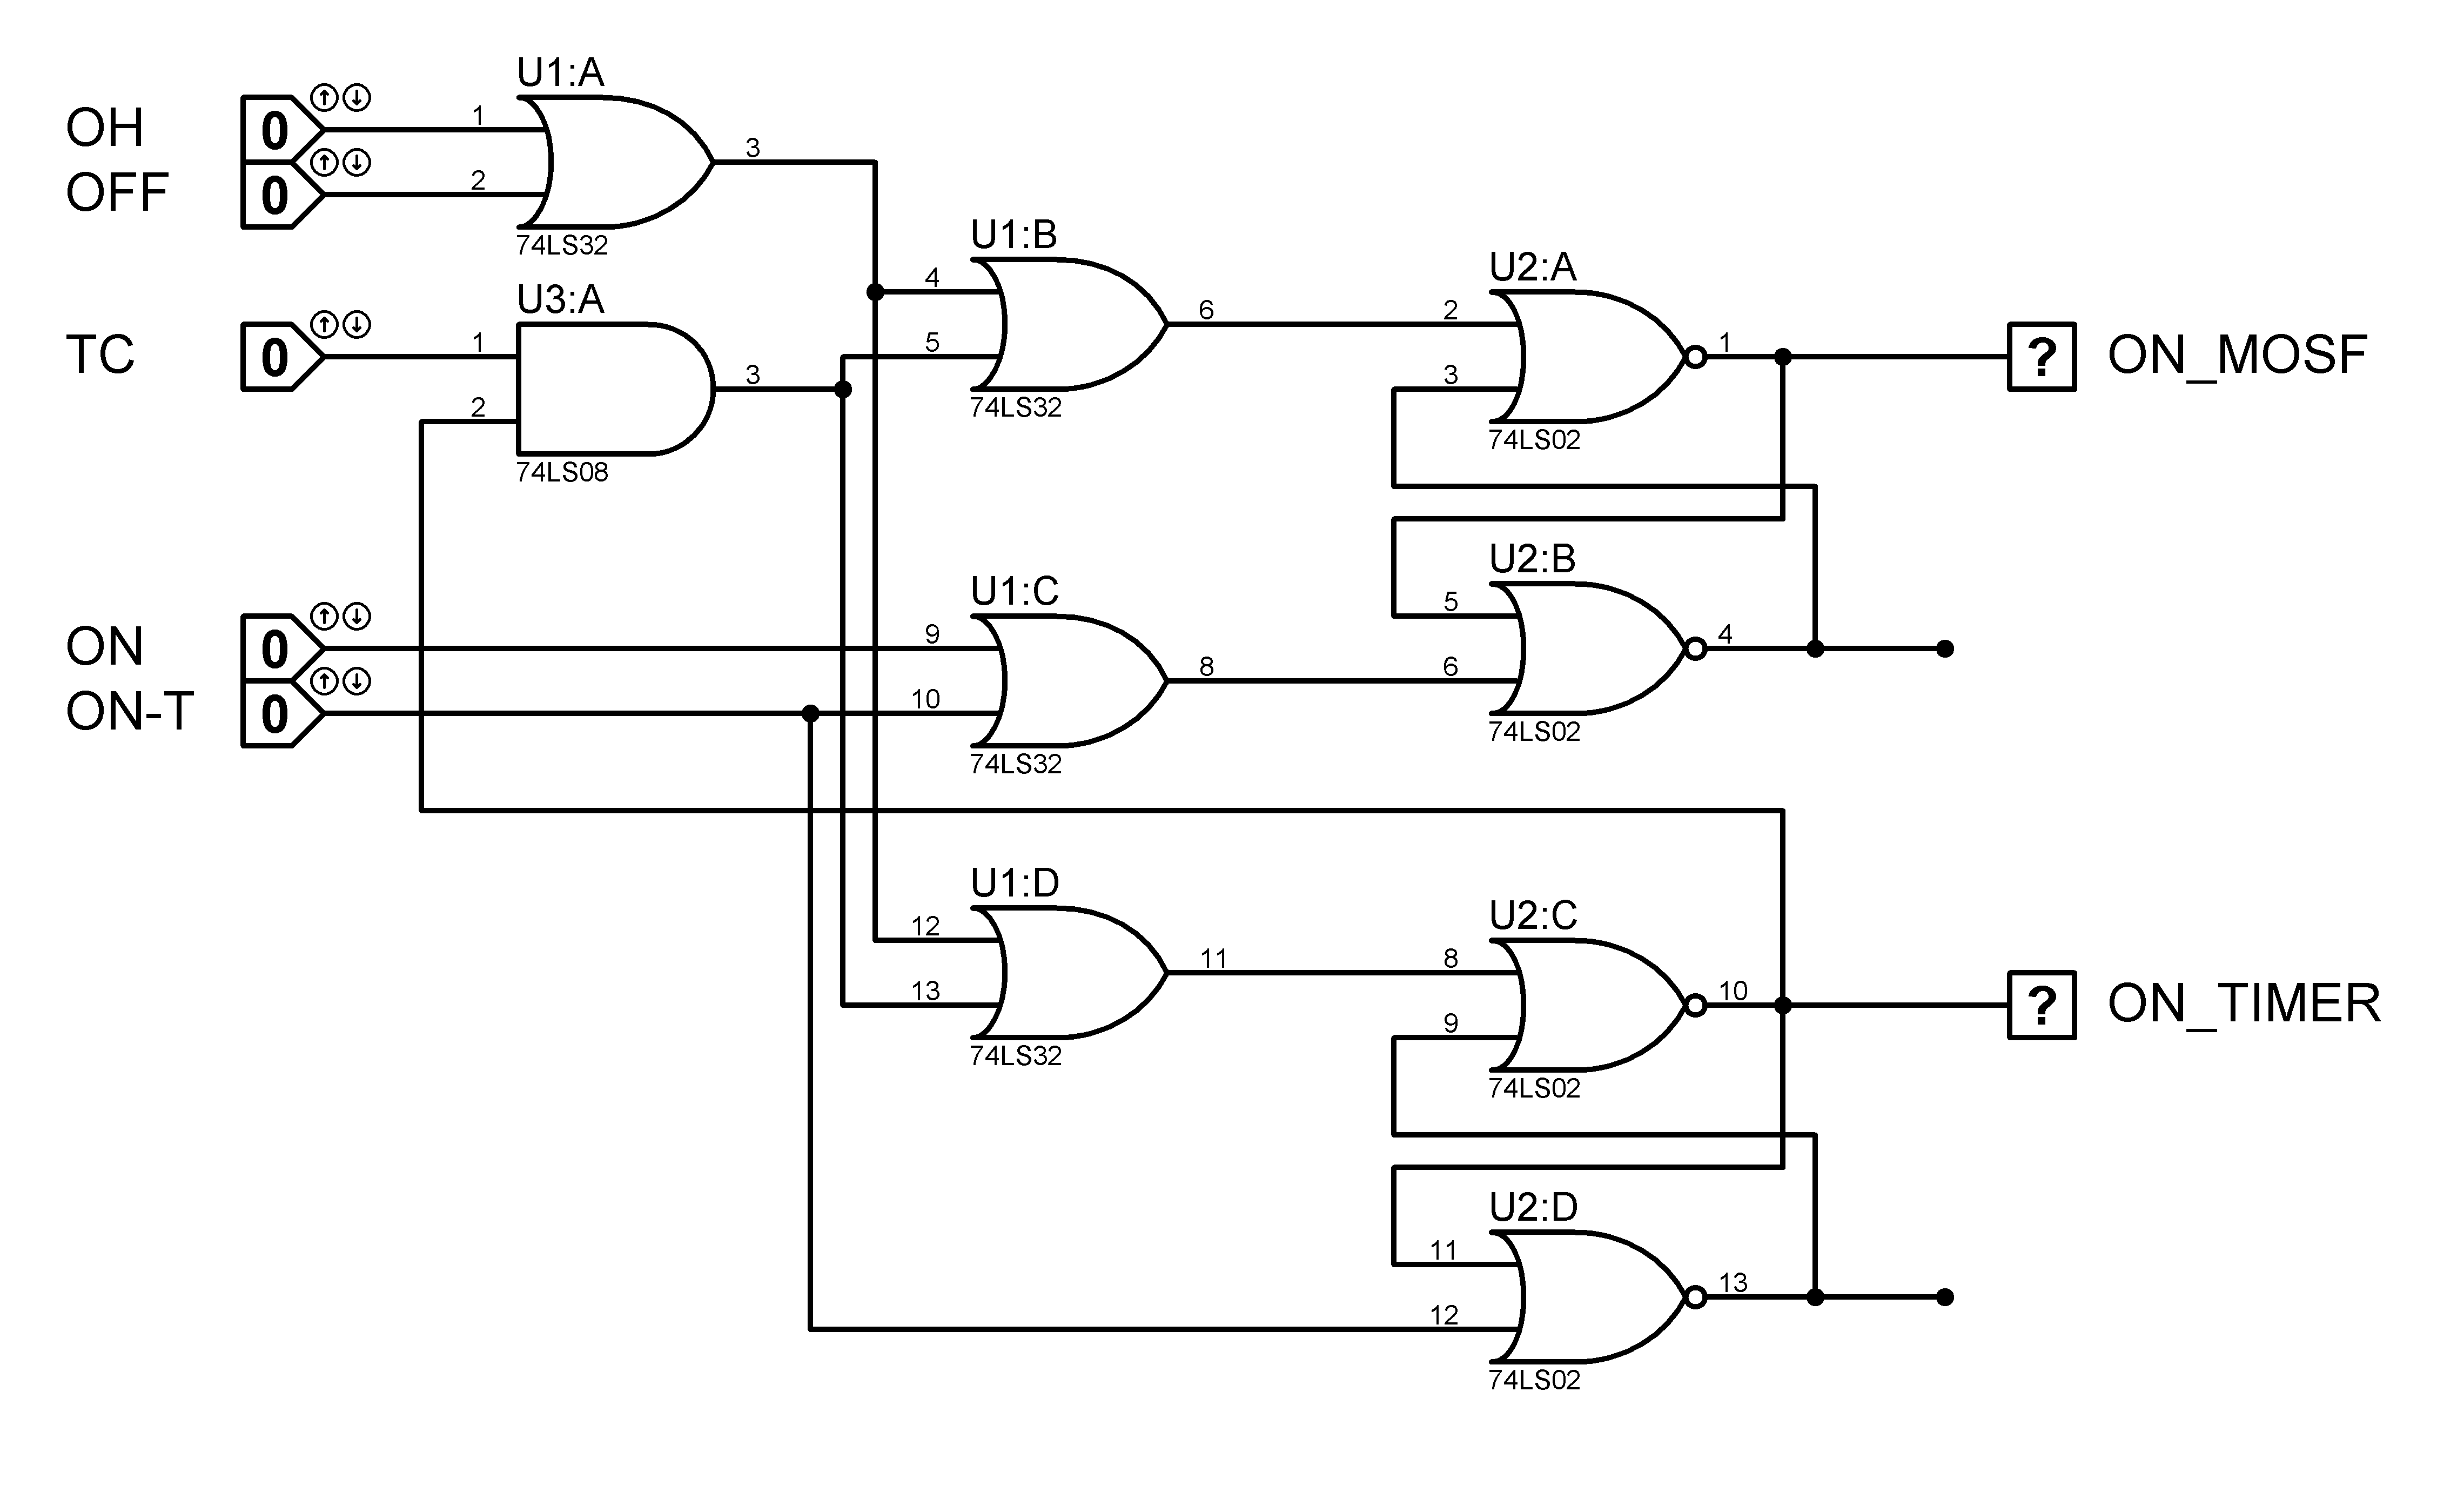 U1:A
OH 0 1 3
OFF 0 2
74LS32
U1:B
4 6
5
74LS32
U2:A
2 1 ? ON_MOSF
3
74LS02
U3:A
TC 0 1 3
2
74LS08
U2:B
5 4
6
74LS02
U1:C
ON 0 9 8
ON-T 0 10
74LS32
U1:D
12 11
13
74LS32
U2:C
8 10 ? ON_TIMER
9
74LS02
U2:D
11 13
12
74LS02